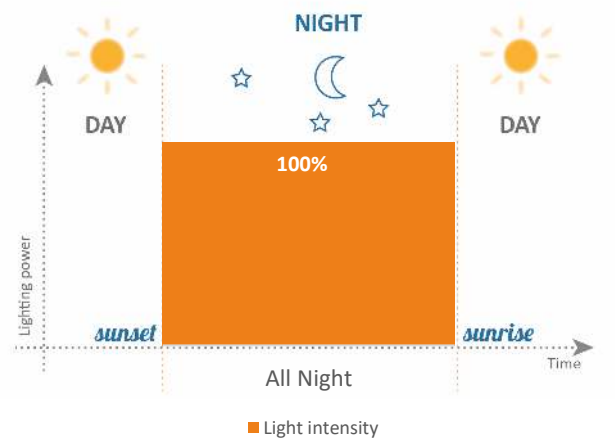 NIGHT
DAY
DAY
100%
Lighting power
sunset
sunrise
Time
All Night
Light intensity